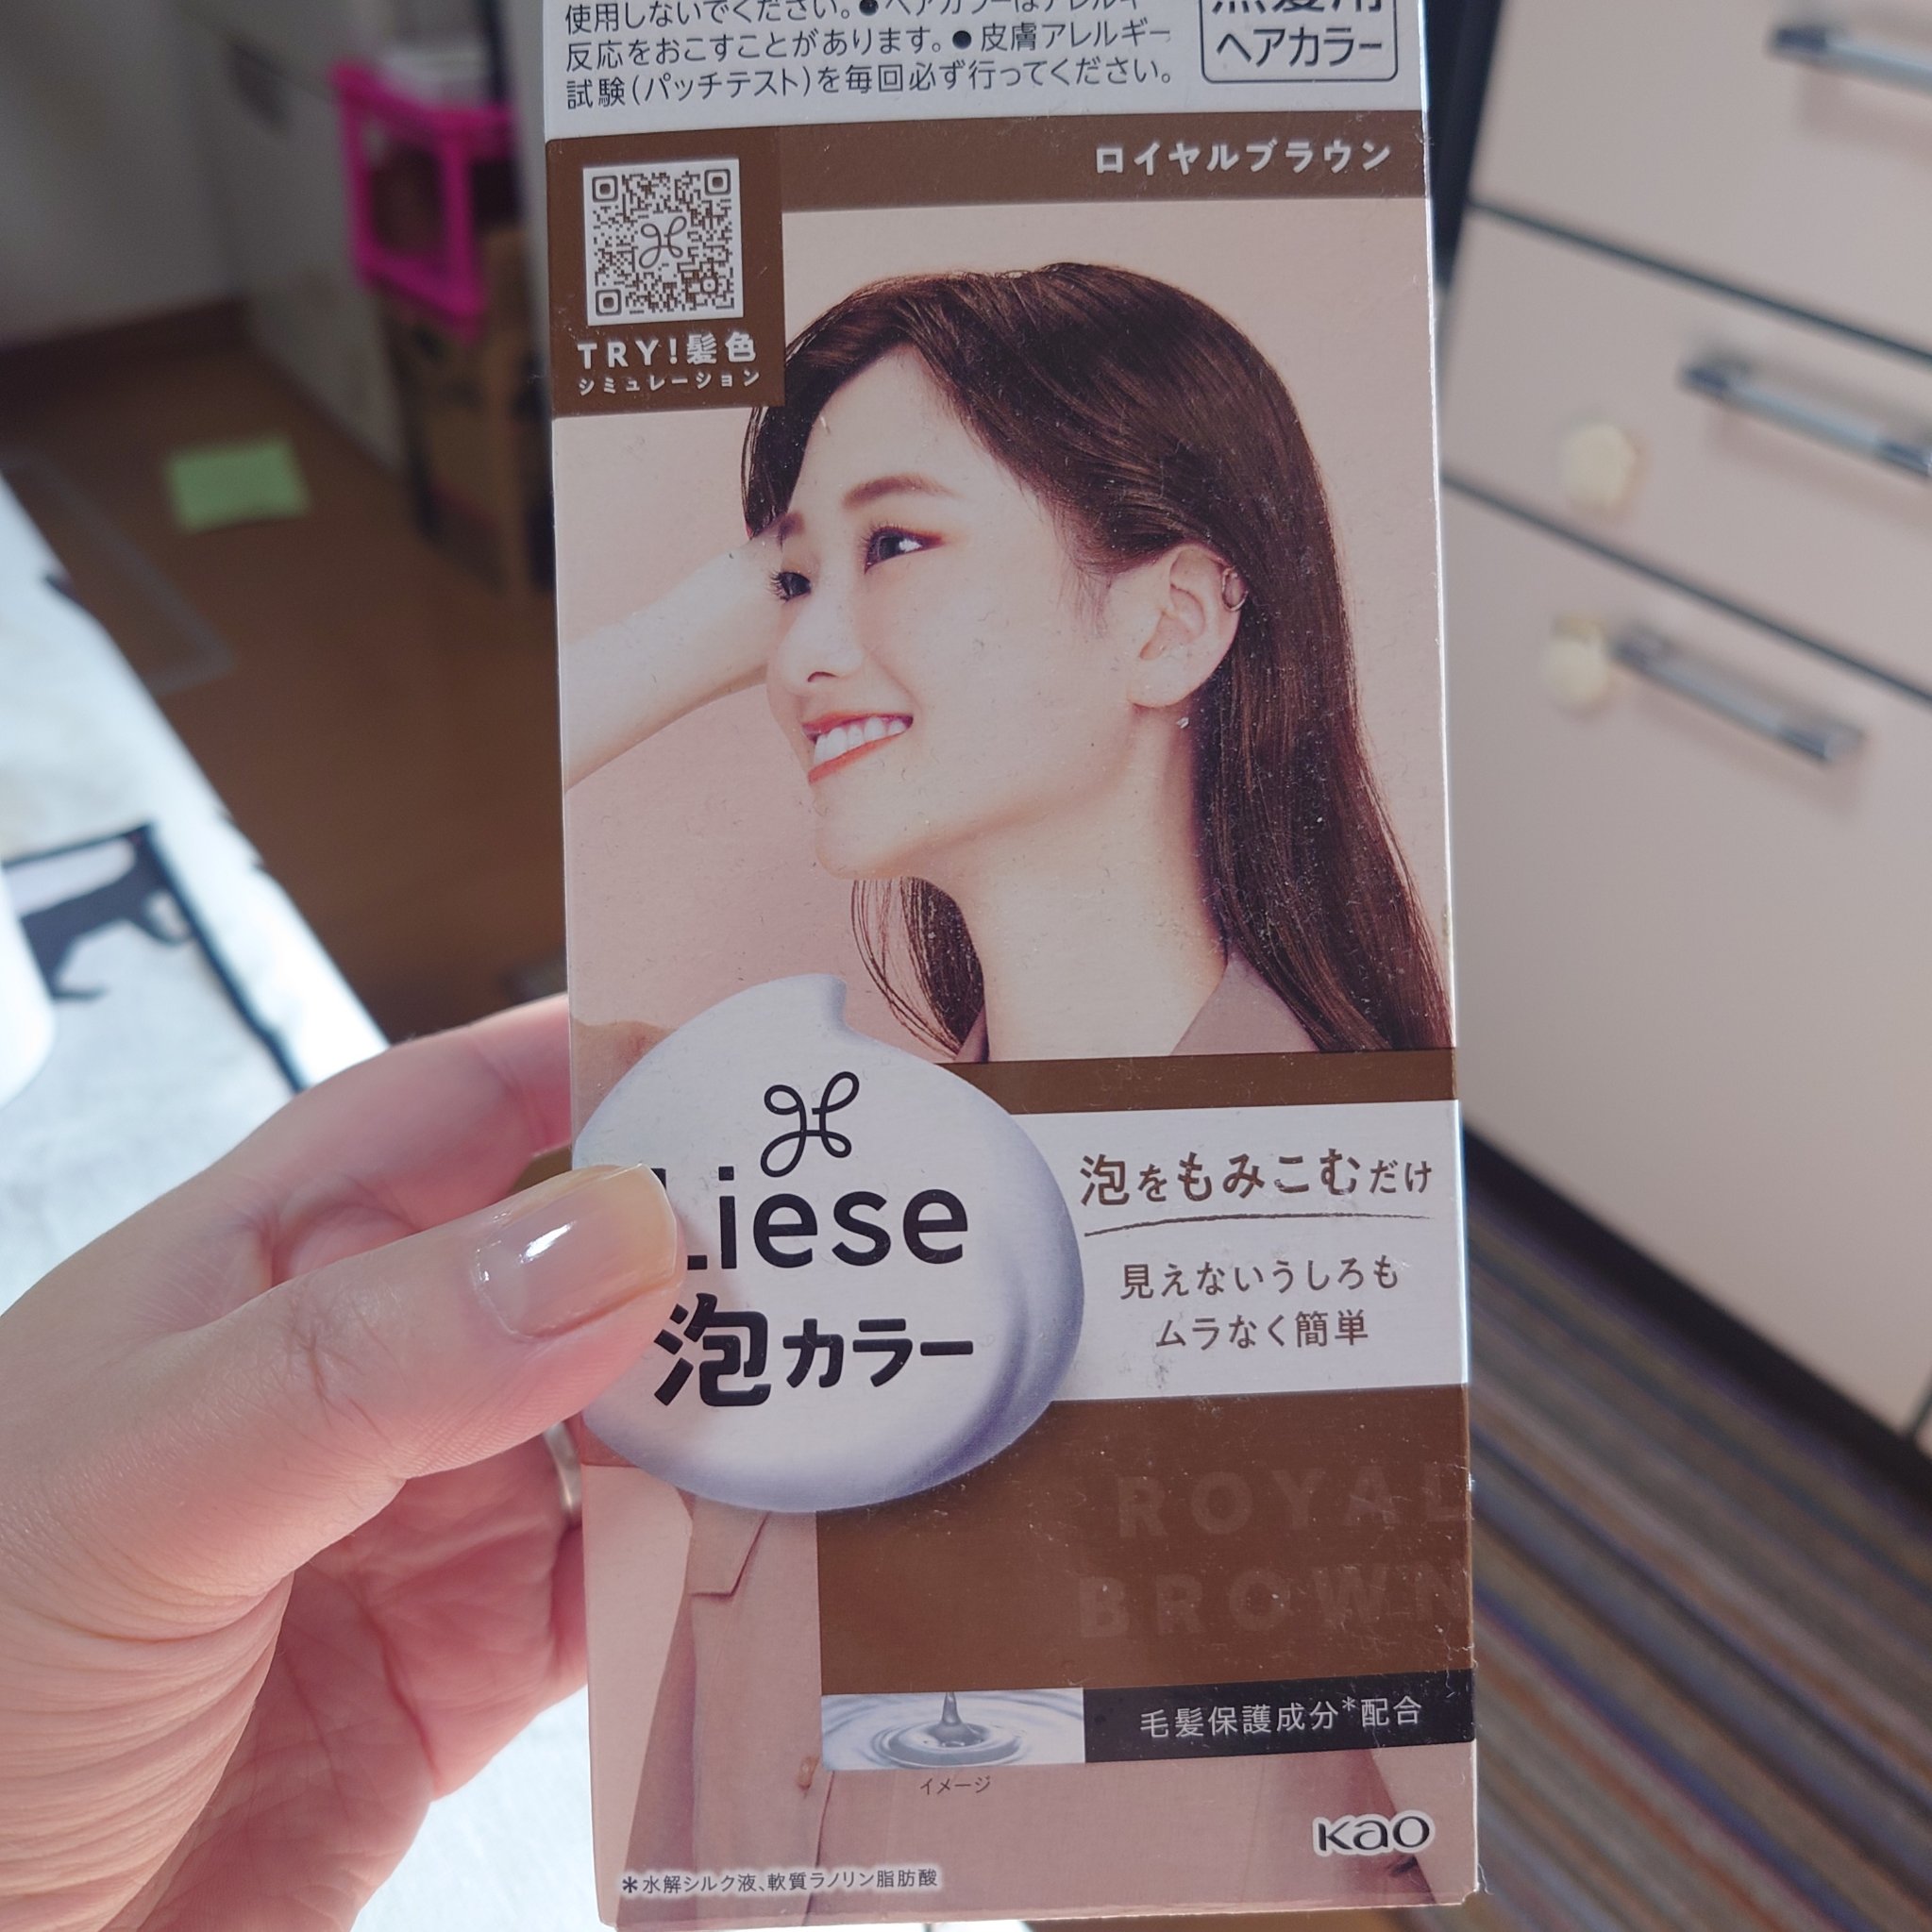 使用しないでください。●ヘアカラーはアレルギー
反応をおこすことがあります。●皮膚アレルギー
試験(パッチテスト)を毎回必ず行ってください。
黒髪用
ヘアカラー
ロイヤルブラウン
TRY!髪色
シミュレーション
Liese
泡カラー
泡をもみこむだけ
見えないうしろも
ムラなく簡単
ROYAL
BROWN
毛髪保護成分*配合
イメージ
Kao
*水解シルク液、軟質ラノリン脂肪酸